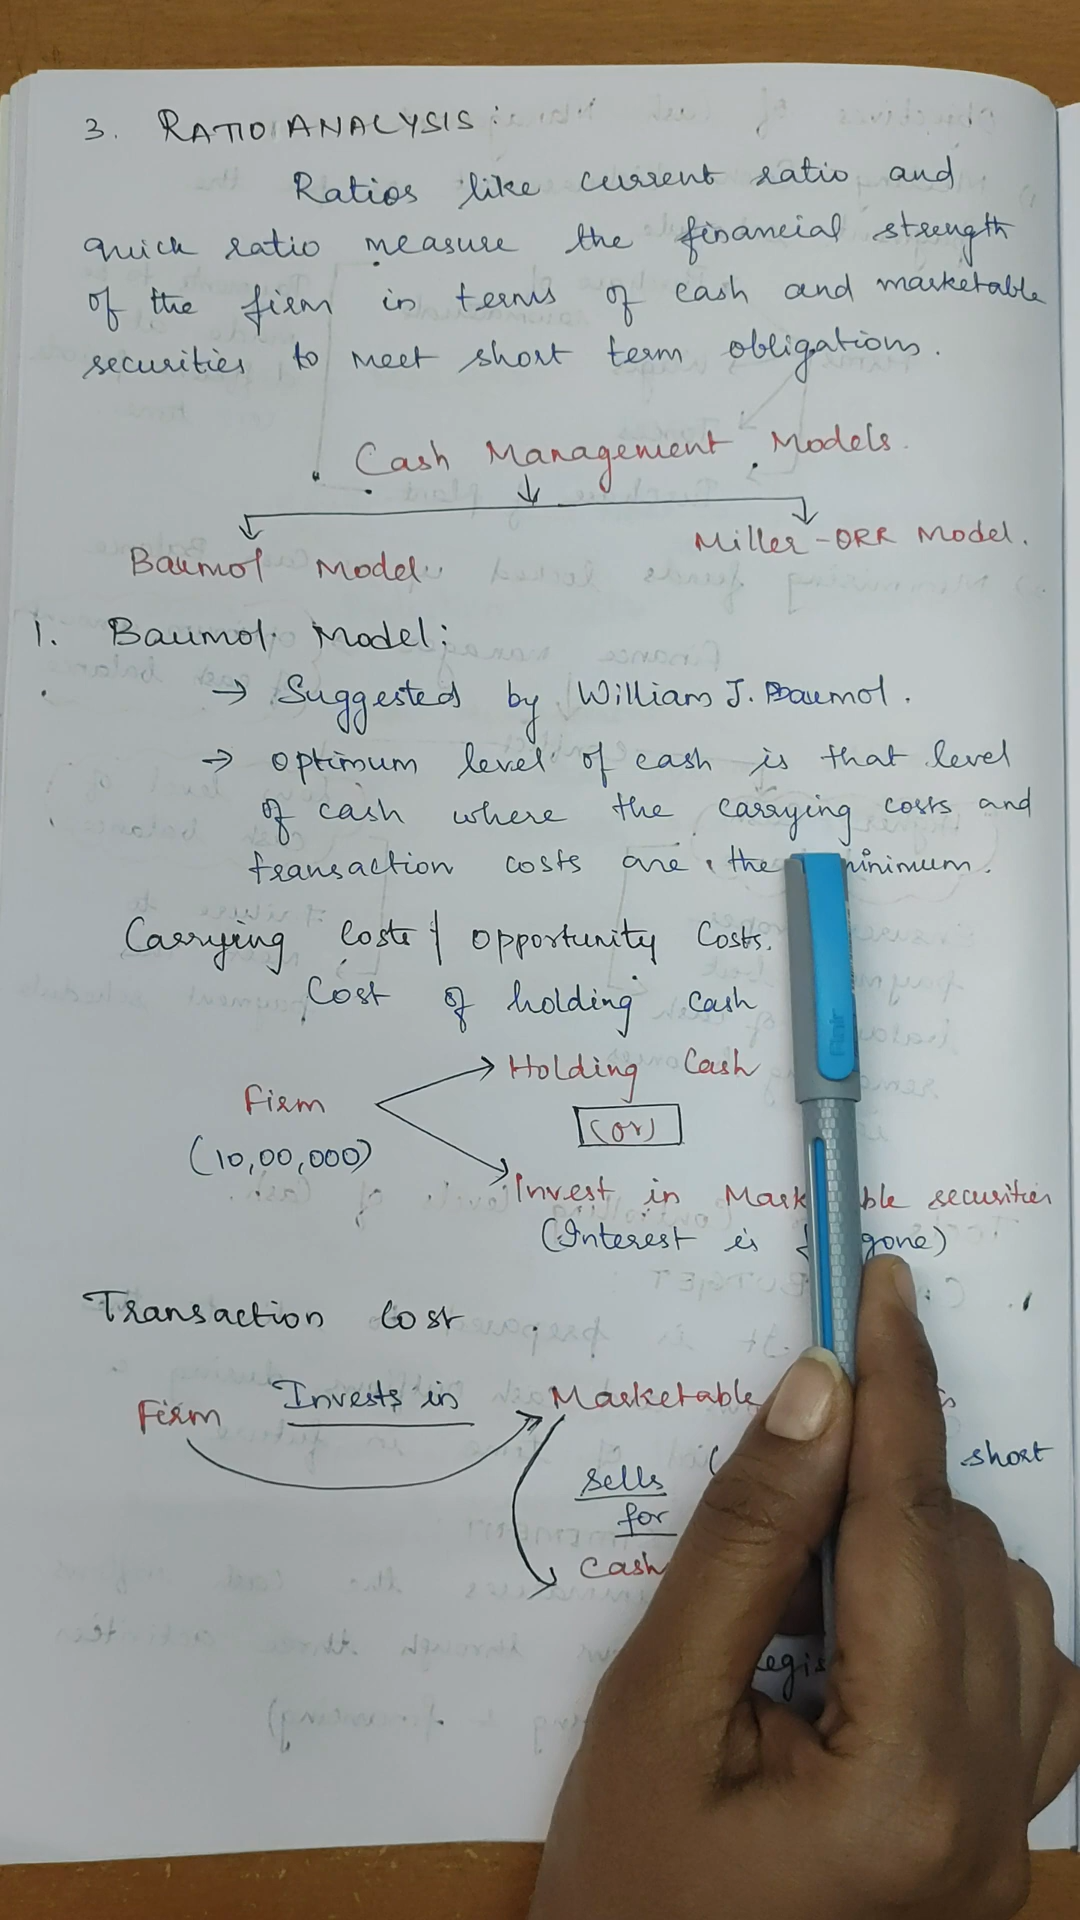 3. RATIO ANALYSIS:
Ratios like current ratio and
quick ratio measure the financial strength
of the firm in terms of cash and marketable
securities to meet short term obligations.
Cash Management Models.
Baumol Model
Miller-ORR Model.
1. Baumol Model:
→ Suggested by William J. Baumol.
→ optimum level of cash is that level
of cash where the carrying costs and
transaction costs are the minimum.
Carrying Costs / opportunity Costs.
Cost of holding cash
Firm
(10,00,000)
→ Holding Cash
(or)
Invest in securities
(Interest is
Transaction Cost
Firm Invests in Marketable
short
Sells
for
Cash
Flair